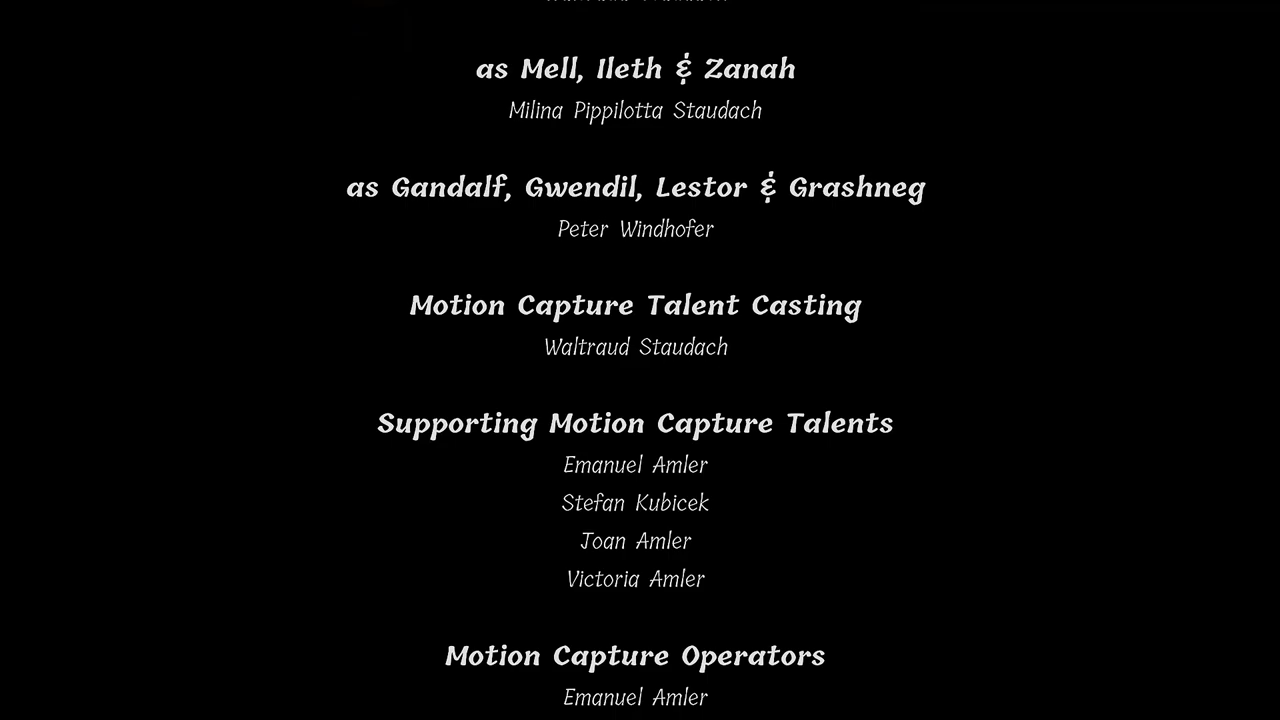 as Mell, Ileth & Zanah
Milina Pippilotta Staudach
as Gandalf, Gwendil, Lestor & Grashneg
Peter Windhofer
Motion Capture Talent Casting
Waltraud Staudach
Supporting Motion Capture Talents
Emanuel Amler
Stefan Kubicek
Joan Amler
Victoria Amler
Motion Capture Operators
Emanuel Amler